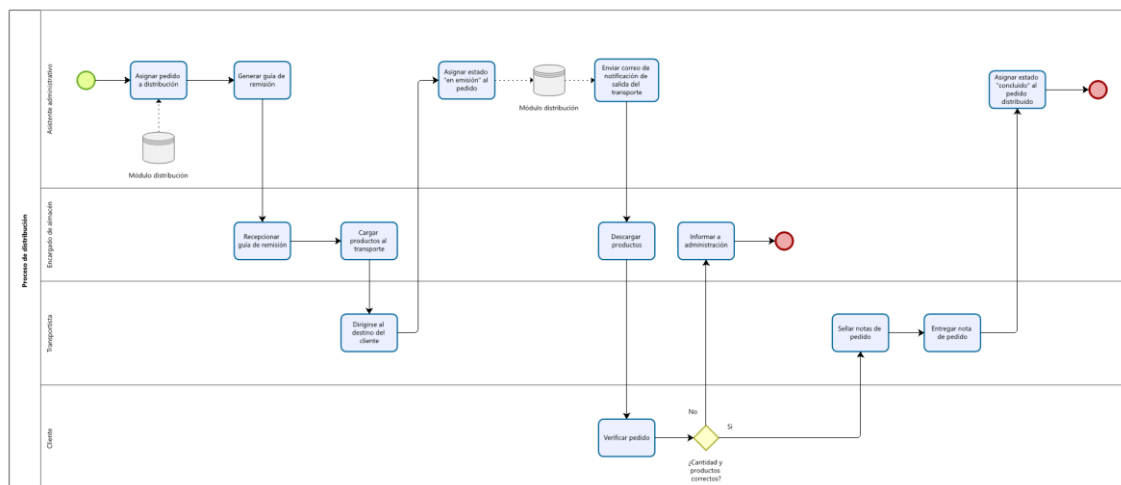 Proceso de distribución
Asistente administrativo
Asignar pedido
a distribución
Generar guía de
remisión
Módulo distribución
Asignar estado
"en emisión" al
pedido
Módulo distribución
Enviar correo de
notificación de
salida del
transporte
Asignar estado
"concluido" al
pedido
distribuido
Encargado de almacén
Recepcionar
guía de remisión
Cargar
productos al
transporte
Descargar
productos
Informar a
administración
Transportista
Dirigirse al
destino del
cliente
Sellar notas de
pedido
Entregar nota
de pedido
Cliente
Verificar pedido
No
Si
¿Cantidad y
productos
correctos?